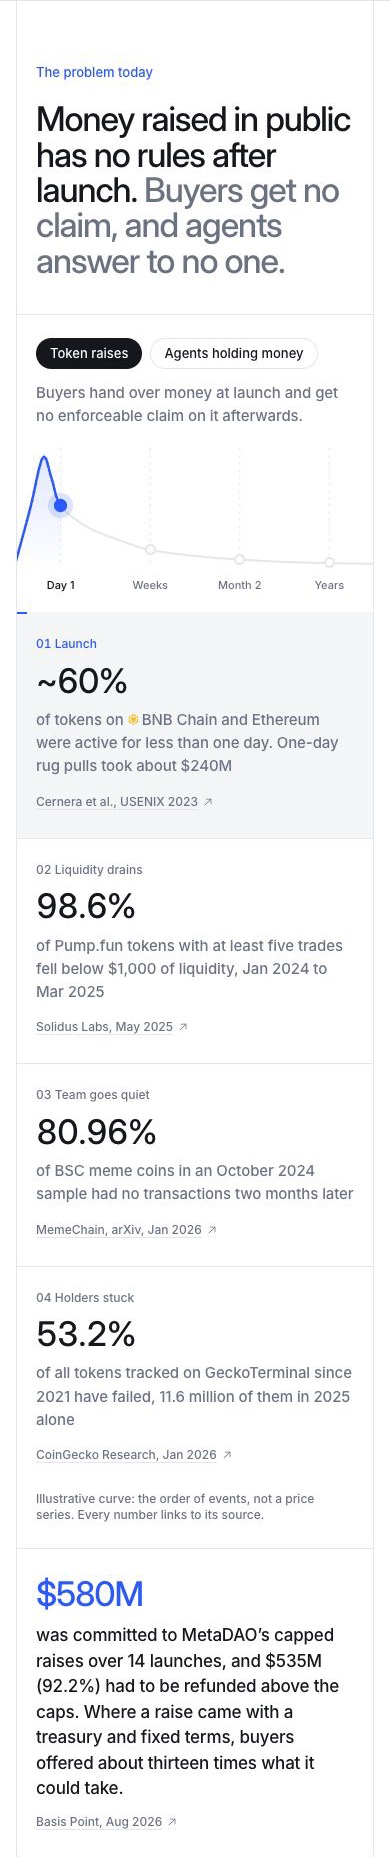 The problem today
Money raised in public
has no rules after
launch. Buyers get no
claim, and agents
answer to no one.
Token raises
Agents holding money
Buyers hand over money at launch and get
no enforceable claim on it afterwards.
Day 1
Weeks
Month 2
Years
01 Launch
~60%
of tokens on BNB Chain and Ethereum
were active for less than one day. One-day
rug pulls took about $240M
Cernera et al., USENIX 2023 ↗
02 Liquidity drains
98.6%
of Pump.fun tokens with at least five trades
fell below $1,000 of liquidity, Jan 2024 to
Mar 2025
Solidus Labs, May 2025 ↗
03 Team goes quiet
80.96%
of BSC meme coins in an October 2024
sample had no transactions two months later
MemeChain, arXiv, Jan 2026 ↗
04 Holders stuck
53.2%
of all tokens tracked on GeckoTerminal since
2021 have failed, 11.6 million of them in 2025
alone
CoinGecko Research, Jan 2026 ↗
Illustrative curve: the order of events, not a price
series. Every number links to its source.
$580M
was committed to MetaDAO’s capped
raises over 14 launches, and $535M
(92.2%) had to be refunded above the
caps. Where a raise came with a
treasury and fixed terms, buyers
offered about thirteen times what it
could take.
Basis Point, Aug 2026 ↗